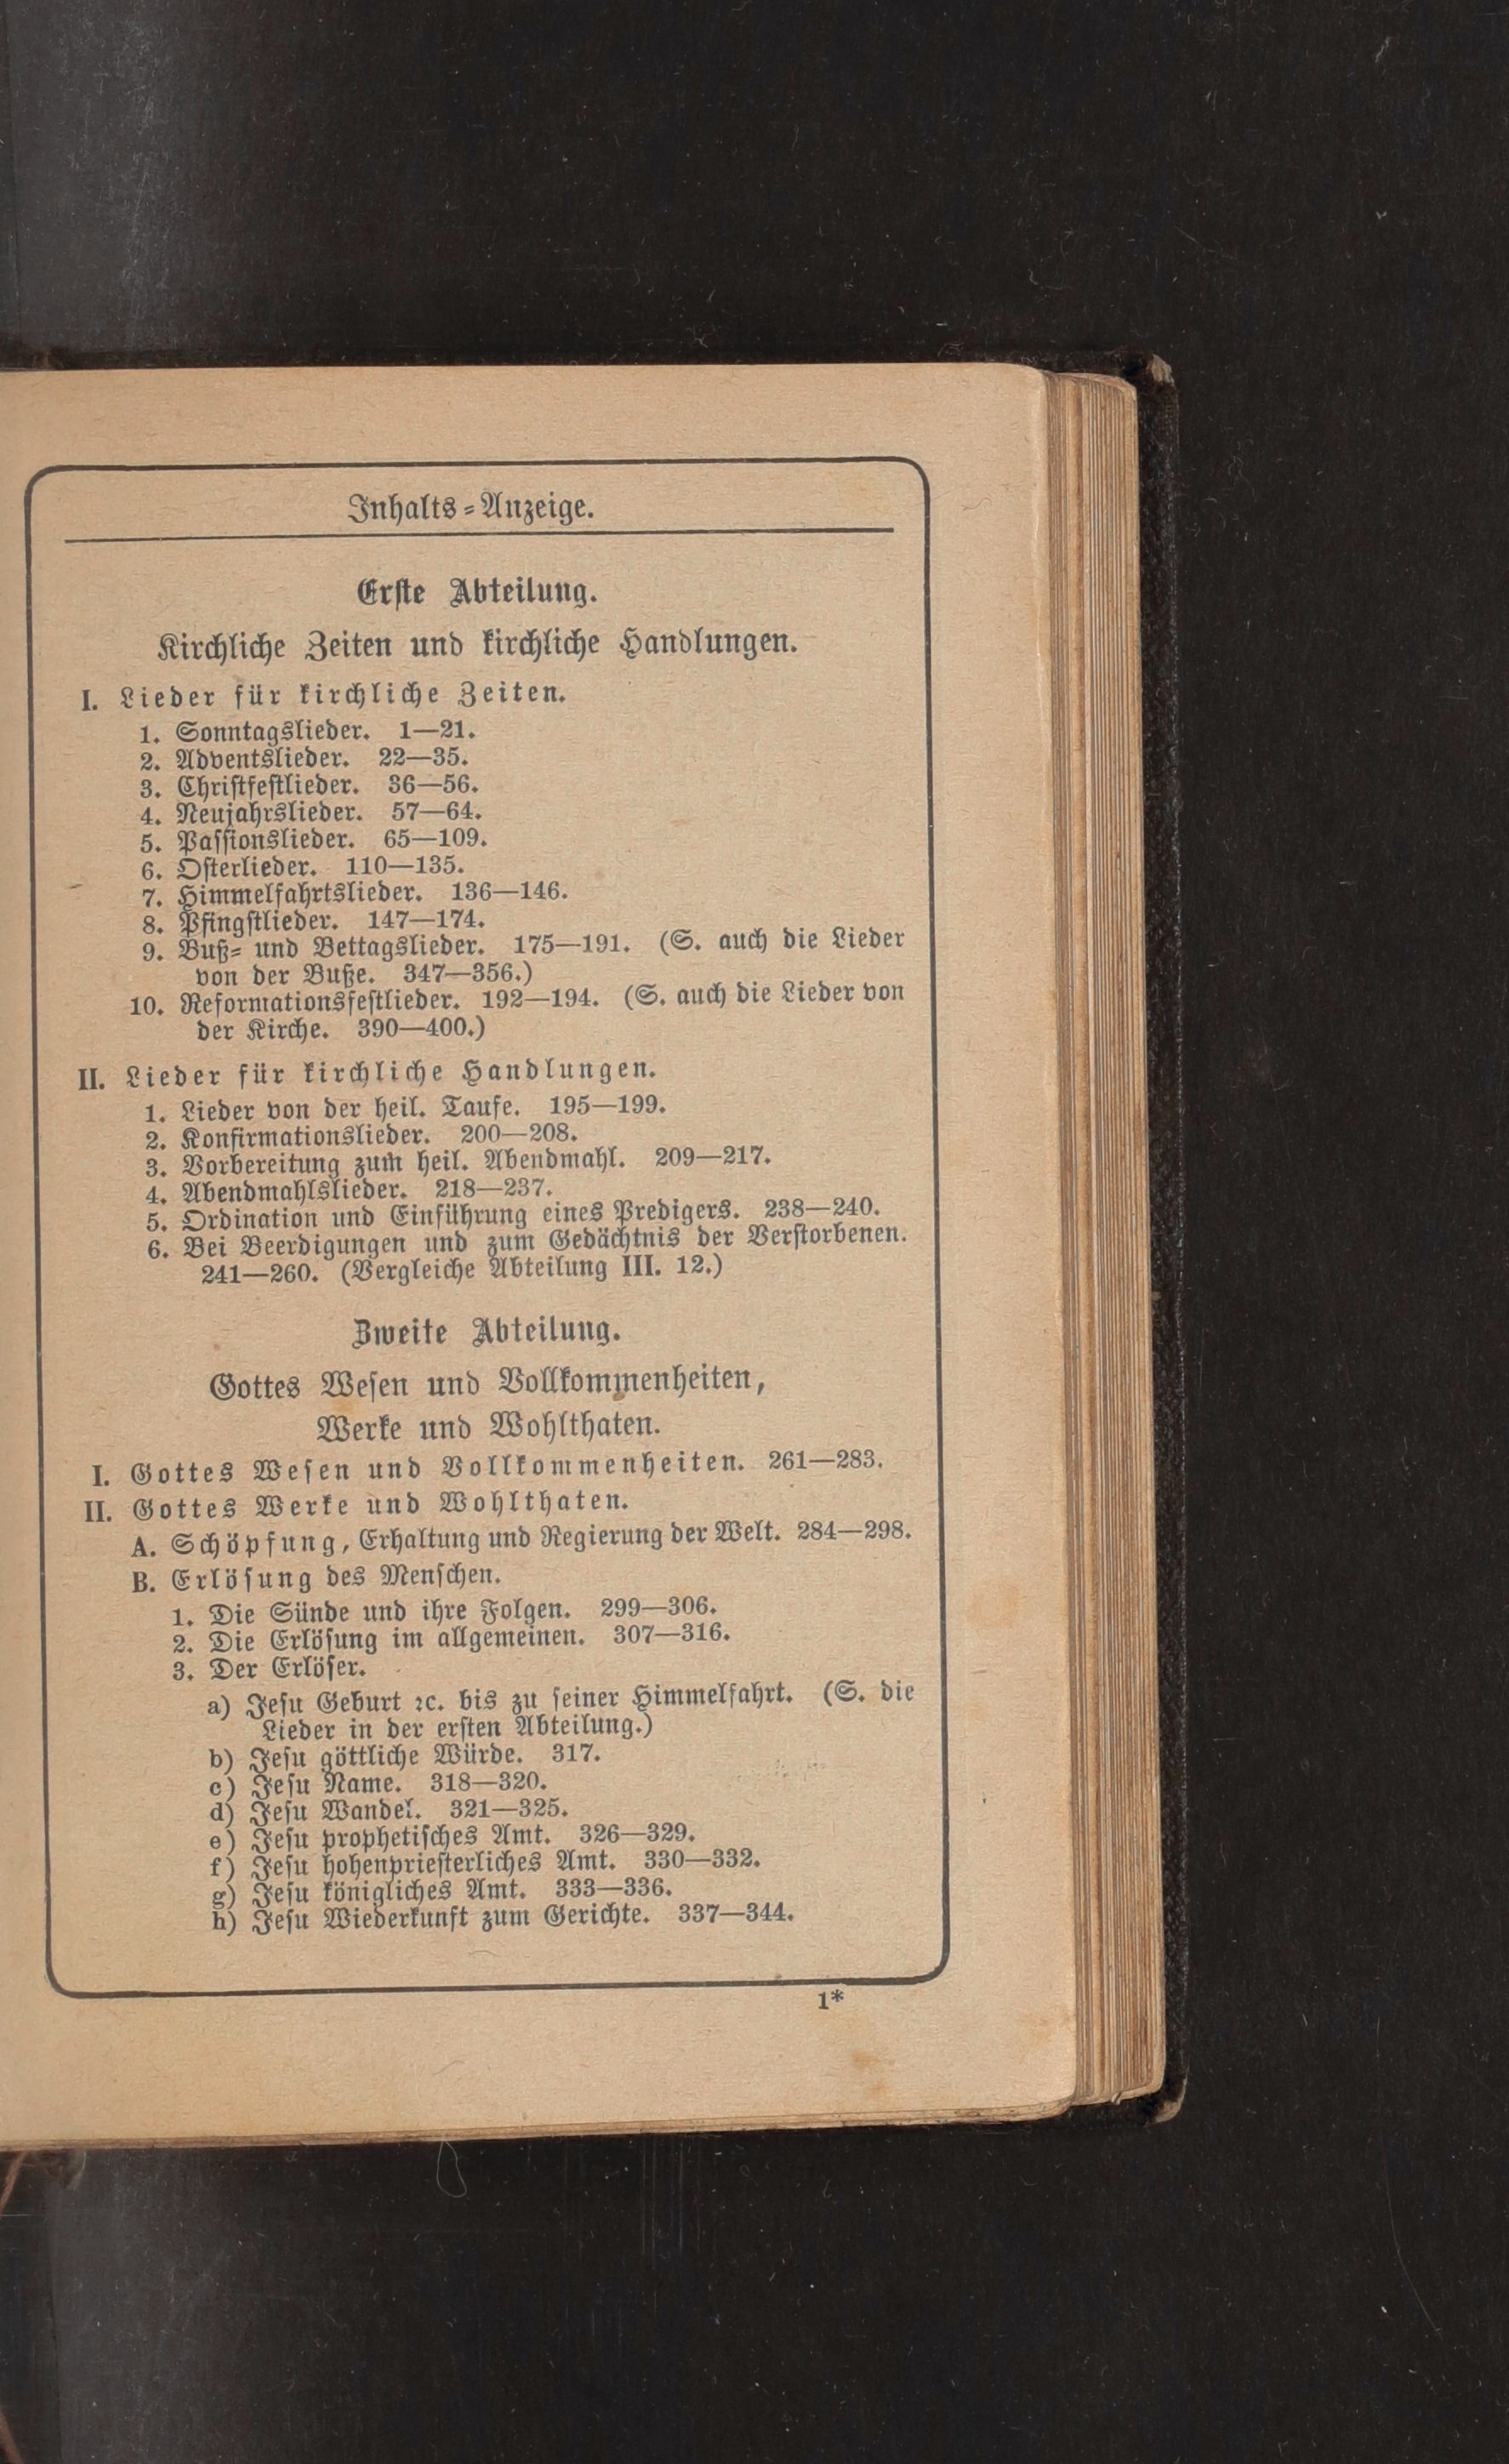 Inhalts=Anzeige.
Erste Abteilung.
Kirchliche Zeiten und kirchliche Handlungen.
I. Lieder für kirchliche Zeiten.
1. Sonntagslieder. 1—21.
2. Adventslieder. 22—35.
3. Christfestlieder. 36—56.
4. Neujahrslieder. 57—64.
5. Passionslieder. 65—109.
6. Osterlieder. 110—135.
7. Himmelfahrtslieder. 136—146.
8. Pfingstlieder. 147—174.
9. Buß= und Bettagslieder. 175—191. (S. auch die Lieder
von der Buße. 347—356.)
10. Reformationsfestlieder. 192—194. (S. auch die Lieder von
der Kirche. 390—400.)
II. Lieder für kirchliche Handlungen.
1. Lieder von der heil. Taufe. 195—199.
2. Konfirmationslieder. 200—208.
3. Vorbereitung zum heil. Abendmahl. 209—217.
4. Abendmahlslieder. 218—237.
5. Ordination und Einführung eines Predigers. 238—240.
6. Bei Beerdigungen und zum Gedächtnis der Verstorbenen.
241—260. (Vergleiche Abteilung III. 12.)
Zweite Abteilung.
Gottes Wesen und Vollkommenheiten,
Werke und Wohlthaten.
I. Gottes Wesen und Vollkommenheiten. 261—283.
II. Gottes Werke und Wohlthaten.
A. Schöpfung, Erhaltung und Regierung der Welt. 284—298.
B. Erlösung des Menschen.
1. Die Sünde und ihre Folgen. 299—306.
2. Die Erlösung im allgemeinen. 307—316.
3. Der Erlöser.
a) Jesu Geburt ꝛc. bis zu seiner Himmelfahrt. (S. die
Lieder in der ersten Abteilung.)
b) Jesu göttliche Würde. 317.
c) Jesu Name. 318—320.
d) Jesu Wandel. 321—325.
e) Jesu prophetisches Amt. 326—329.
f) Jesu hohenpriesterliches Amt. 330—332.
g) Jesu königliches Amt. 333—336.
h) Jesu Wiederkunft zum Gerichte. 337—344.
1*